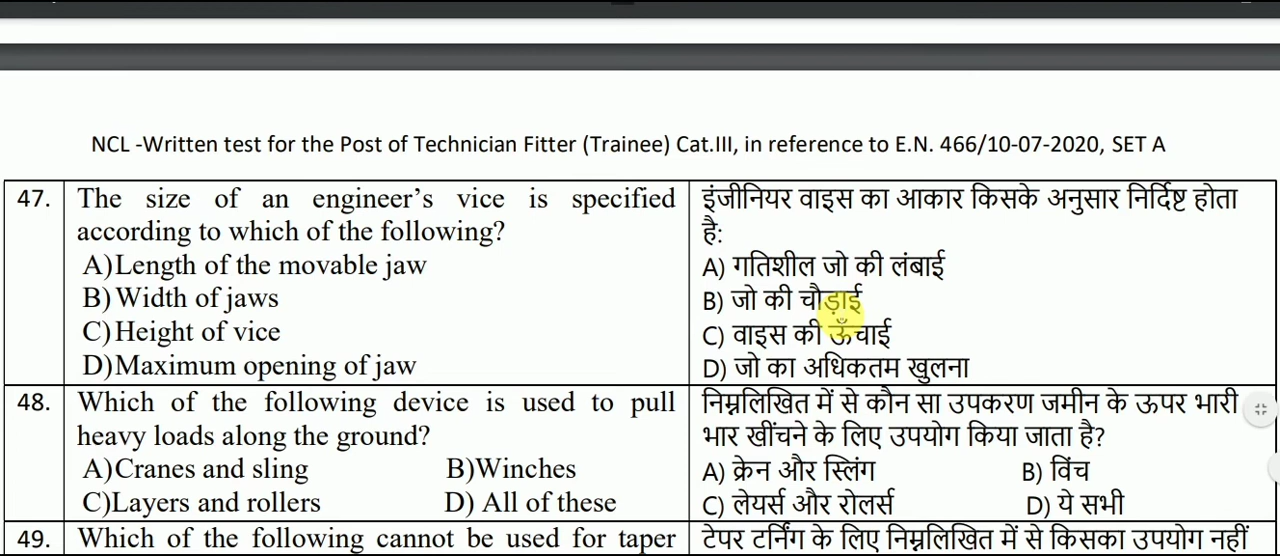 NCL -Written test for the Post of Technician Fitter (Trainee) Cat.III, in reference to E.N. 466/10-07-2020, SET A
47. The size of an engineer's vice is specified
according to which of the following?
A)Length of the movable jaw
B) Width of jaws
C) Height of vice
D)Maximum opening of jaw
इंजीनियर वाइस का आकार किसके अनुसार निर्दिष्ट होता
है:
A) गतिशील जो की लंबाई
B) जो की चौड़ाई
C) वाइस की ऊँचाई
D) जो का अधिकतम खुलना
48. Which of the following device is used to pull
heavy loads along the ground?
A)Cranes and sling B)Winches
C)Layers and rollers D) All of these
निम्नलिखित में से कौन सा उपकरण जमीन के ऊपर भारी
भार खींचने के लिए उपयोग किया जाता है?
A) क्रेन और स्लिंग B) विंच
C) लेयर्स और रोलर्स D) ये सभी
49. Which of the following cannot be used for taper
टेपर टर्निंग के लिए निम्नलिखित में से किसका उपयोग नहीं